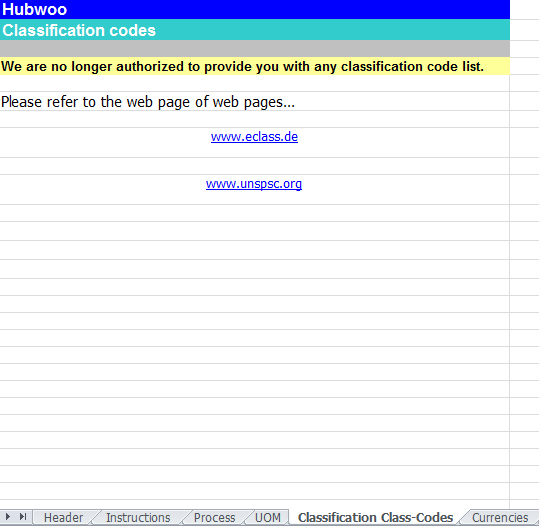 Hubwoo
Classification codes
We are no longer authorized to provide you with any classification code list.
Please refer to the web page of web pages...
www.eclass.de
www.unspsc.org
Header Instructions Process UOM Classification Class-Codes Currencies